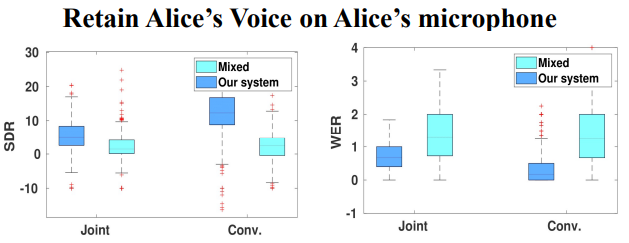 Retain Alice's Voice on Alice's microphone
SDR
30
20
10
0
-10
Mixed
Our system
Joint
Conv.
WER
4
3
2
1
0
-1
Mixed
Our system
Joint
Conv.